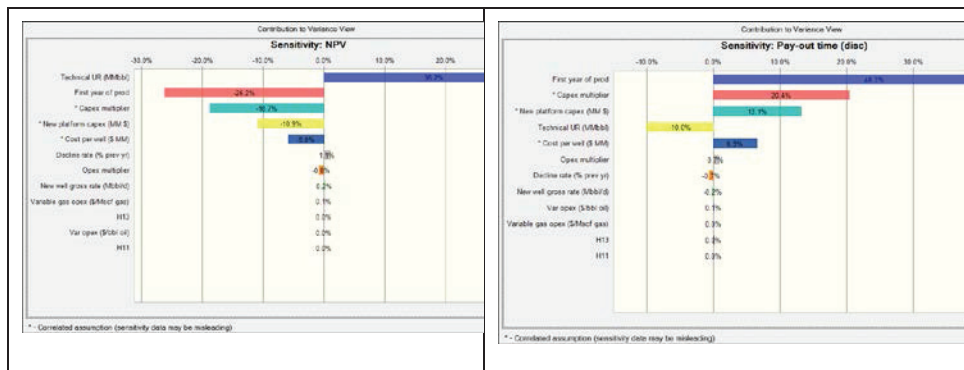 Contribution to Variance View
Sensitivity: NPV
-30.0% -20.0% -10.0% 0.0% 10.0% 20.0%
Technical UR (MMbbl)
First year of prod -26.2%
* Capex multiplier
* New platform capex (MM $) -10.9%
* Cost per well ($ MM)
Decline rate (% prev yr)
Opex multiplier
New well gross rate (Mbbl/d) 0.2%
Variable gas opex ($/Mscf gas) 0.1%
H13 0.0%
Var opex ($/bbl oil) 0.0%
H11 0.0%
* - Correlated assumption (sensitivity data may be misleading)
Contribution to Variance View
Sensitivity: Pay-out time (disc)
-10.0% 0.0% 10.0% 20.0% 30.0%
First year of prod
* Capex multiplier 20.4%
* New platform capex (MM $) 13.1%
Technical UR (MMbbl) -10.0%
* Cost per well ($ MM)
Opex multiplier
Decline rate (% prev yr)
New well gross rate (Mbbl/d) -0.2%
Var opex ($/bbl oil) 0.1%
Variable gas opex ($/Mscf gas) 0.0%
H13 0.0%
H11 0.0%
* - Correlated assumption (sensitivity data may be misleading)